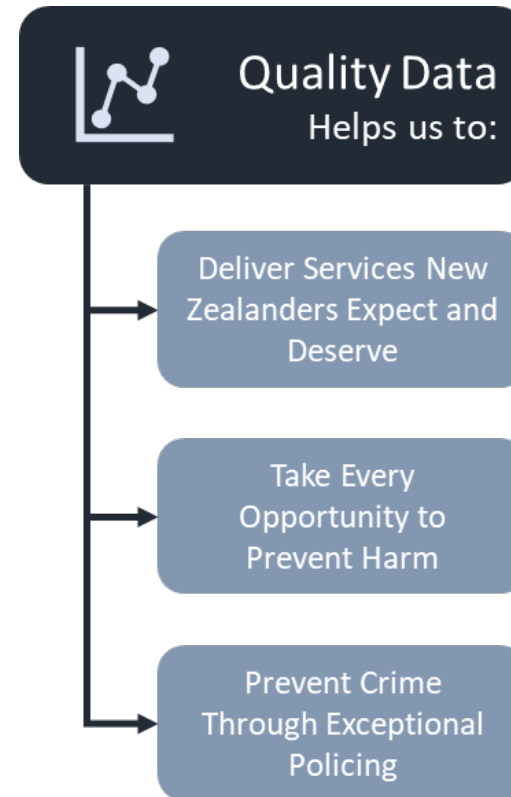 Quality Data
Helps us to:
Deliver Services New
Zealanders Expect and
Deserve
Take Every
Opportunity to
Prevent Harm
Prevent Crime
Through Exceptional
Policing